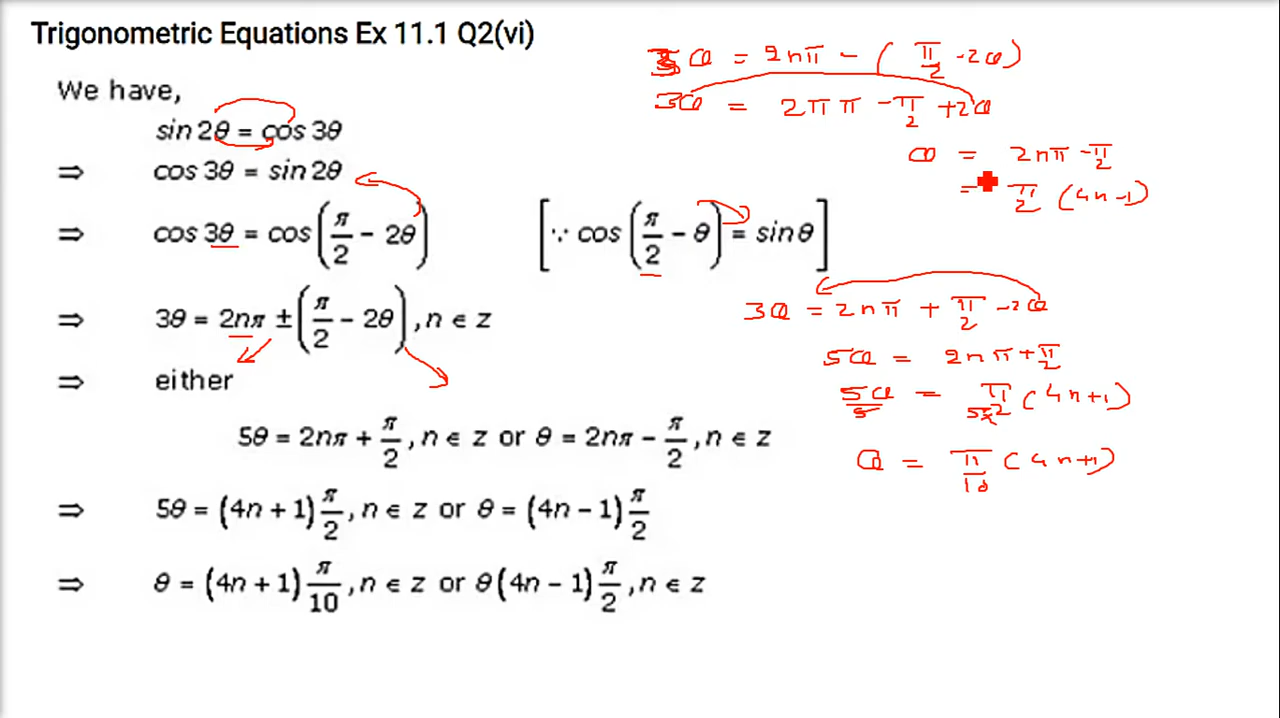 Trigonometric Equations Ex 11.1 Q2(vi)
We have,
sin 2θ = cos 3θ
⇒ cos 3θ = sin 2θ
⇒ cos 3θ = cos(π/2 − 2θ) [∵ cos(π/2 − θ) = sin θ]
⇒ 3θ = 2nπ ± (π/2 − 2θ), n ∈ z
⇒ either
5θ = 2nπ + π/2, n ∈ z or θ = 2nπ − π/2, n ∈ z
⇒ 5θ = (4n + 1) π/2, n ∈ z or θ = (4n − 1) π/2
⇒ θ = (4n + 1) π/10, n ∈ z or θ(4n − 1) π/2, n ∈ z
3θ = 2nπ − (π/2 − 2θ)
3θ = 2π π − π/2 + 2θ
θ = 2nπ − π/2
= π/2 (4n − 1)
3θ = 2nπ + π/2 − 2θ
5θ = 2nπ + π/2
5θ/5 = π/5×2 (4n + 1)
θ = π/10 (4n + 1)